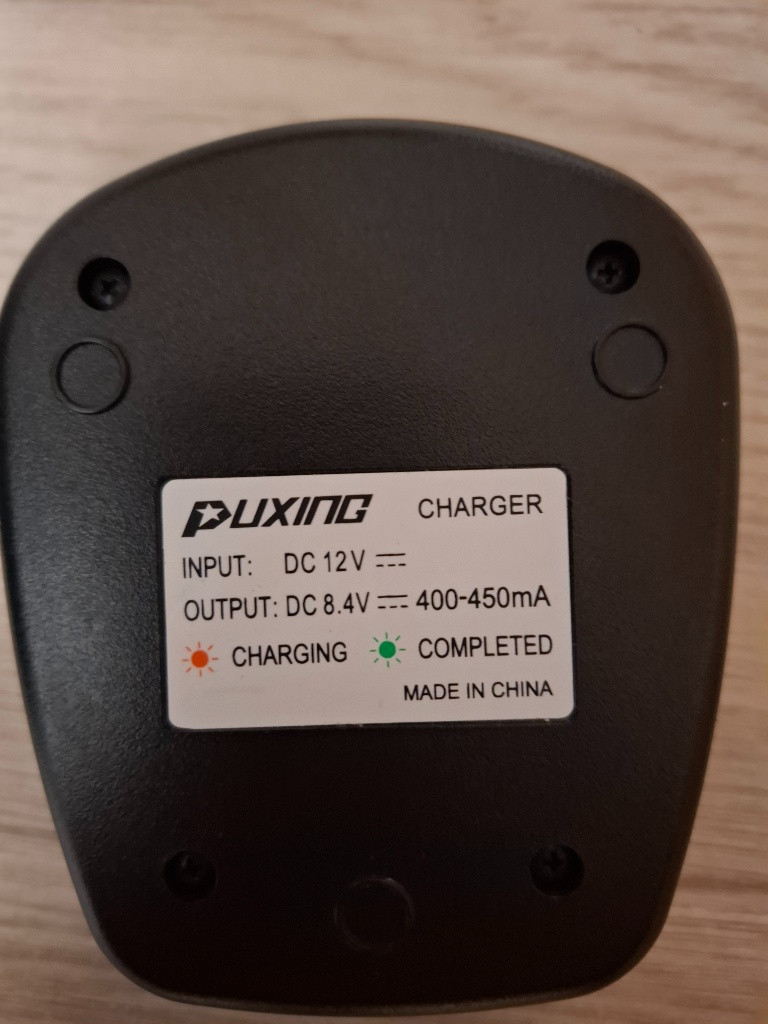 PUXING CHARGER
INPUT: DC 12V ⎓
OUTPUT: DC 8.4V ⎓ 400-450mA
CHARGING COMPLETED
MADE IN CHINA